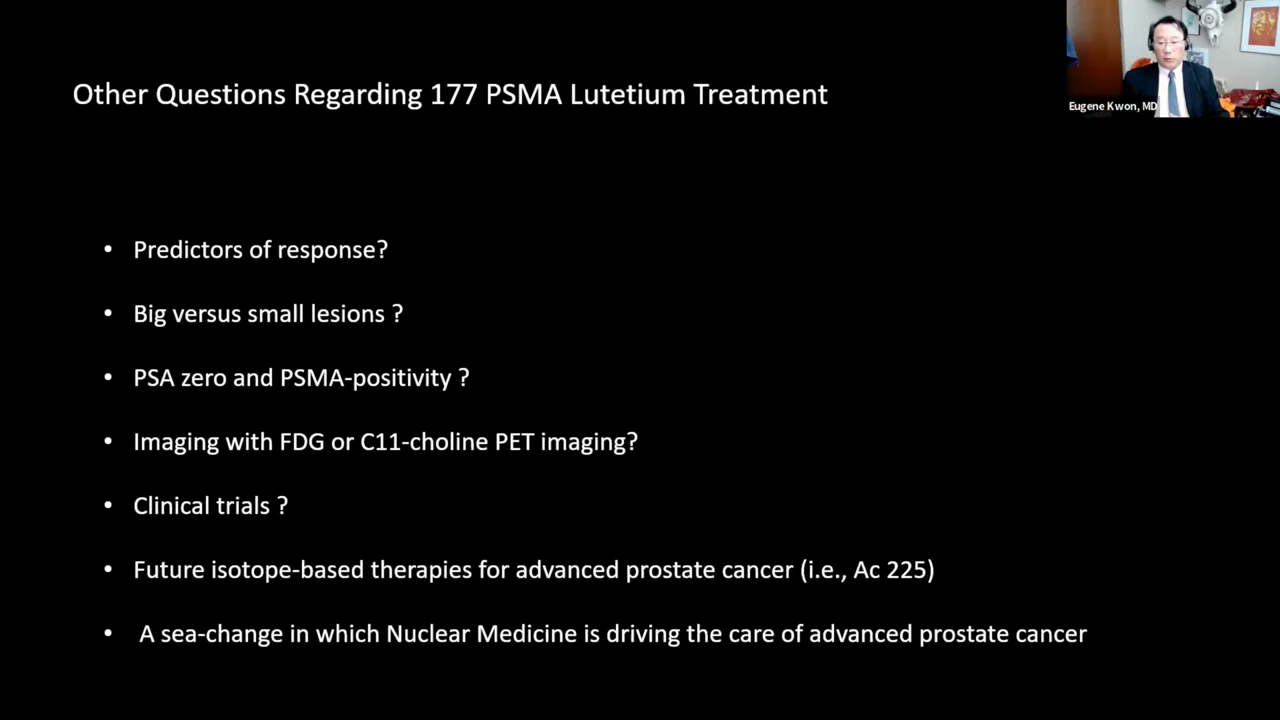 Other Questions Regarding 177 PSMA Lutetium Treatment
Eugene Kwon, MD
• Predictors of response?
• Big versus small lesions ?
• PSA zero and PSMA-positivity ?
• Imaging with FDG or C11-choline PET imaging?
• Clinical trials ?
• Future isotope-based therapies for advanced prostate cancer (i.e., Ac 225)
• A sea-change in which Nuclear Medicine is driving the care of advanced prostate cancer